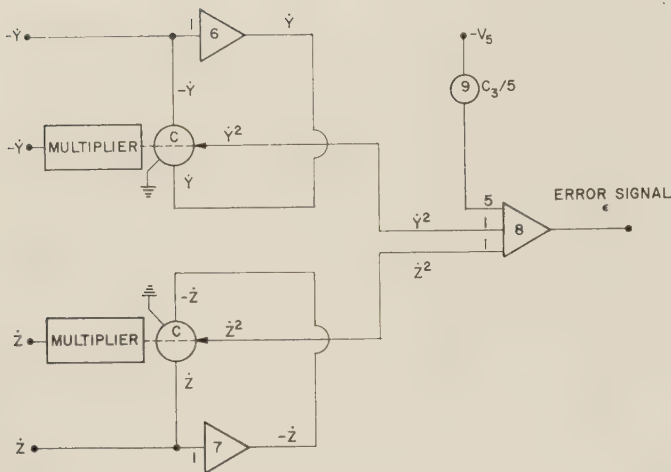 -Ẏ
1
6
Ẏ
-V₅
9
C₃/5
-Ẏ
C
-Ẏ
MULTIPLIER
Ẏ²
Ẏ
ERROR SIGNAL
ϵ
5
1
1
8
Ẏ²
Ż²
-Ż
C
Ż
MULTIPLIER
Ż²
Ż
Ż
1
7
-Ż